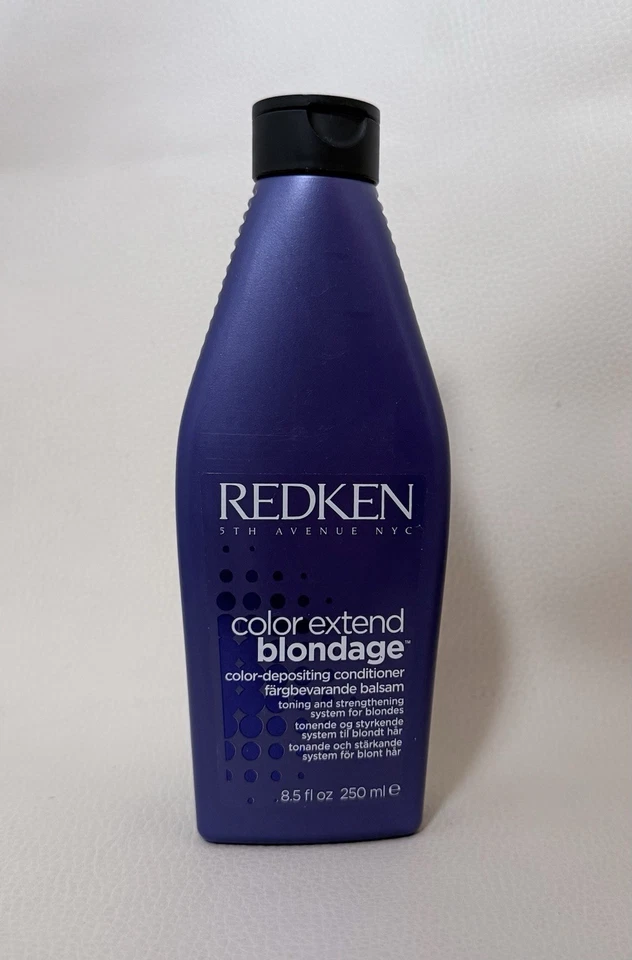 REDKEN
5TH AVENUE NYC
color extend
blondage™
color-depositing conditioner
färgbevarande balsam
toning and strengthening
system for blondes
tonende og styrkende
system til blondt hår
tonande och stärkande
system för blont hår
8.5 fl oz 250 ml ℮